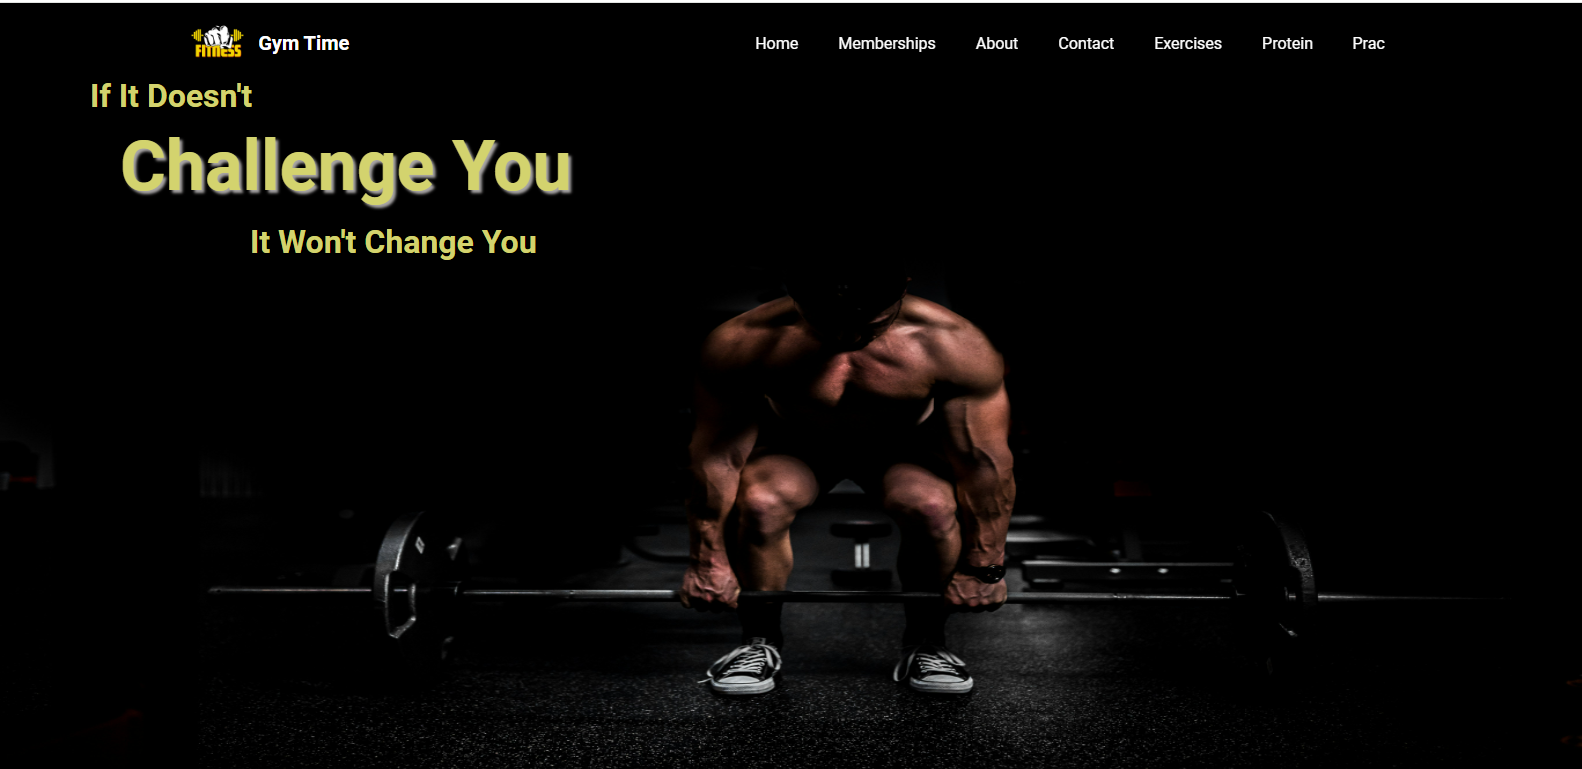 FITNESS
Gym Time
Home Memberships About Contact Exercises Protein Prac
If It Doesn't
Challenge You
It Won't Change You